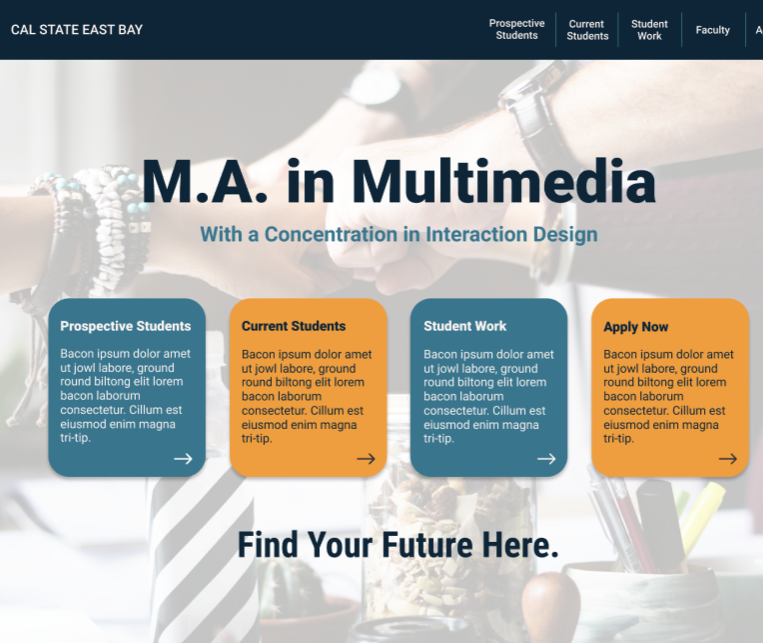 CAL STATE EAST BAY
Prospective
Students
Current
Students
Student
Work
Faculty
M.A. in Multimedia
With a Concentration in Interaction Design
Prospective Students
Bacon ipsum dolor amet
ut jowl labore, ground
round biltong elit lorem
bacon laborum
consectetur. Cillum est
eiusmod enim magna
tri-tip.
Current Students
Bacon ipsum dolor amet
ut jowl labore, ground
round biltong elit lorem
bacon laborum
consectetur. Cillum est
eiusmod enim magna
tri-tip.
Student Work
Bacon ipsum dolor amet
ut jowl labore, ground
round biltong elit lorem
bacon laborum
consectetur. Cillum est
eiusmod enim magna
tri-tip.
Apply Now
Bacon ipsum dolor amet
ut jowl labore, ground
round biltong elit lorem
bacon laborum
consectetur. Cillum est
eiusmod enim magna
tri-tip.
Find Your Future Here.